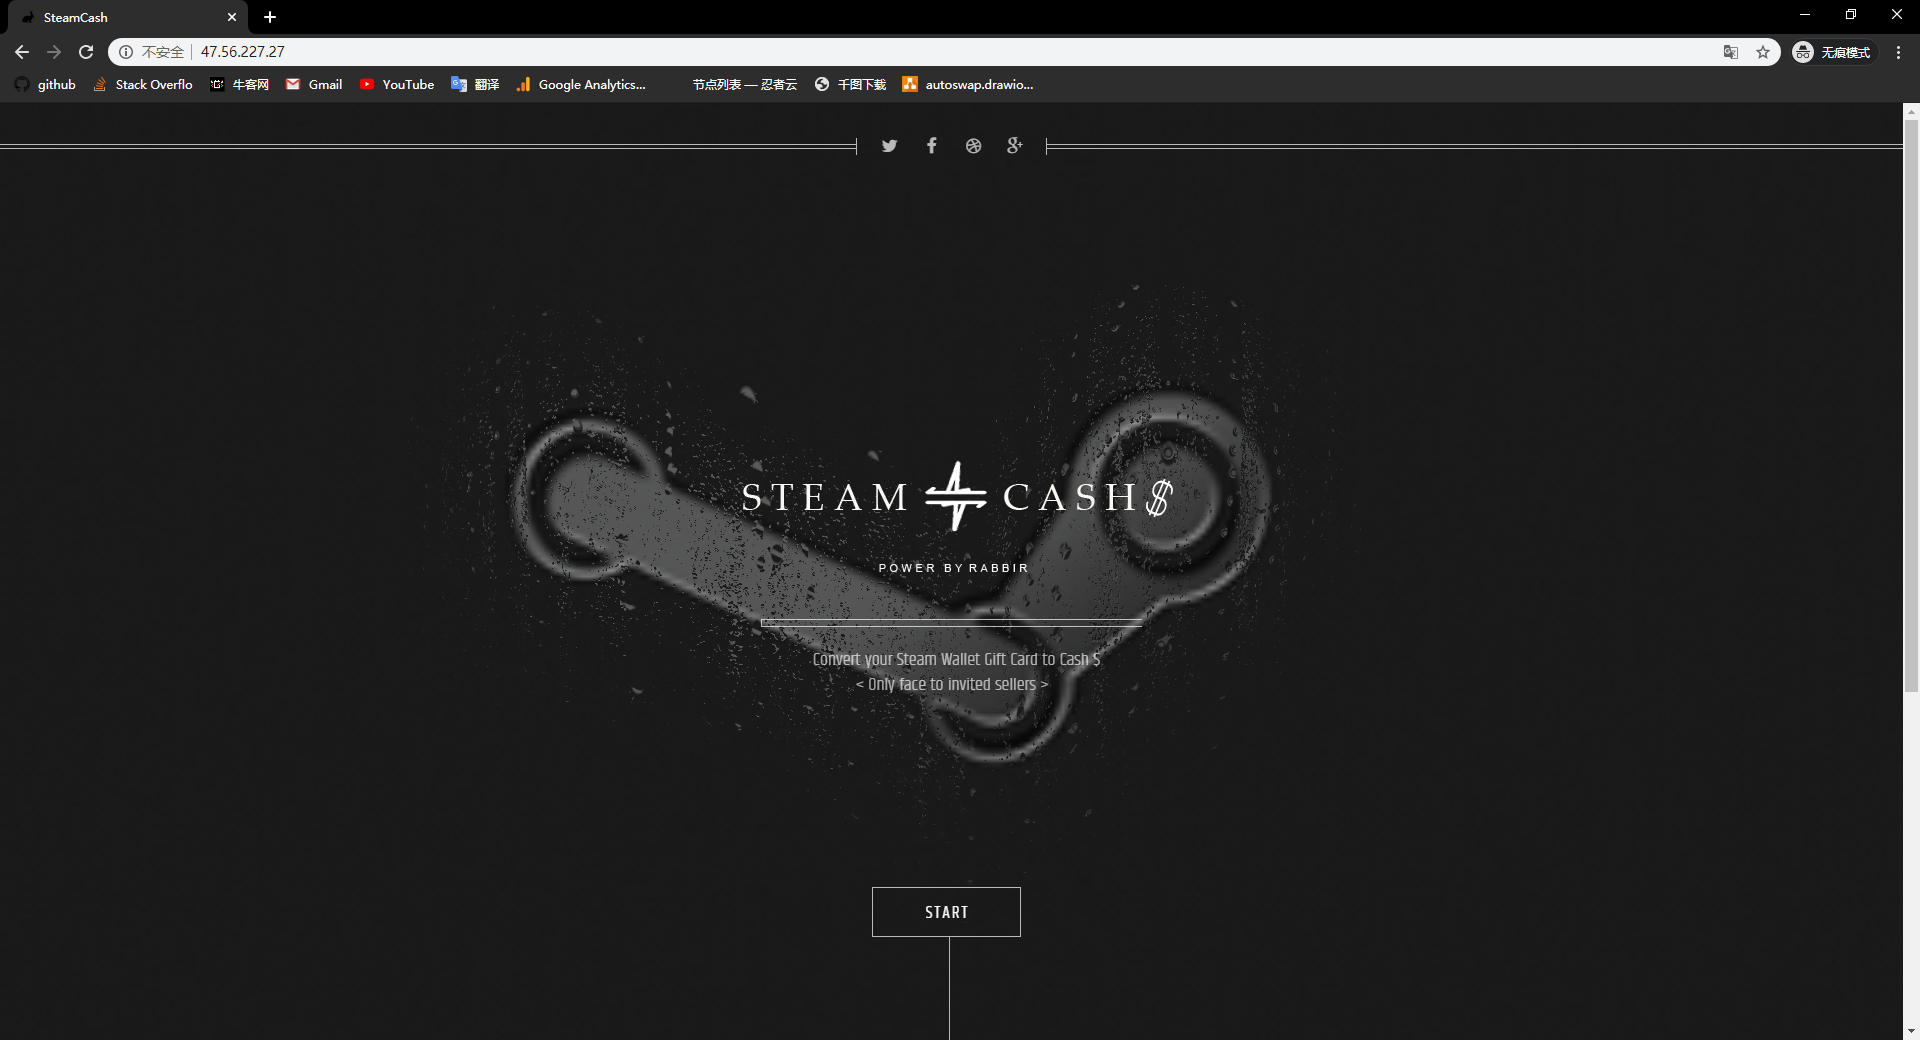 SteamCash
不安全 47.56.227.27 无痕模式
github Stack Overflo 牛客网 Gmail YouTube 翻译 Google Analytics... 节点列表 — 忍者云 千图下载 autoswap.drawio...
STEAM CASH$
POWER BY RABBIR
Convert your Steam Wallet Gift Card to Cash $
< Only face to invited sellers >
START